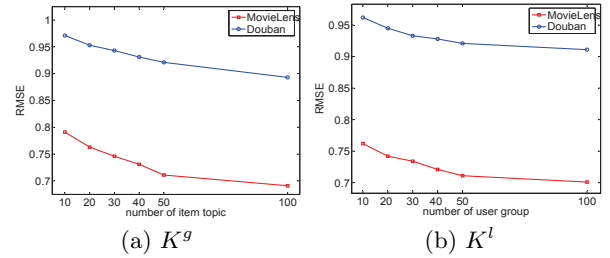 1
0.95
0.9
0.85
0.8
0.75
0.7
RMSE
MovieLens
Douban
10 20 30 40 50 100
number of item topic
(a) K^g
0.95
0.9
0.85
0.8
0.75
0.7
RMSE
MovieLens
Douban
10 20 30 40 50 100
number of user group
(b) K^l